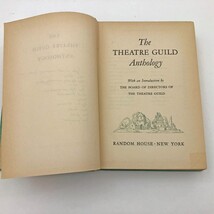 The
THEATRE GUILD
Anthology
With an Introduction by
THE BOARD OF DIRECTORS OF
THE THEATRE GUILD
RANDOM HOUSE · NEW YORK